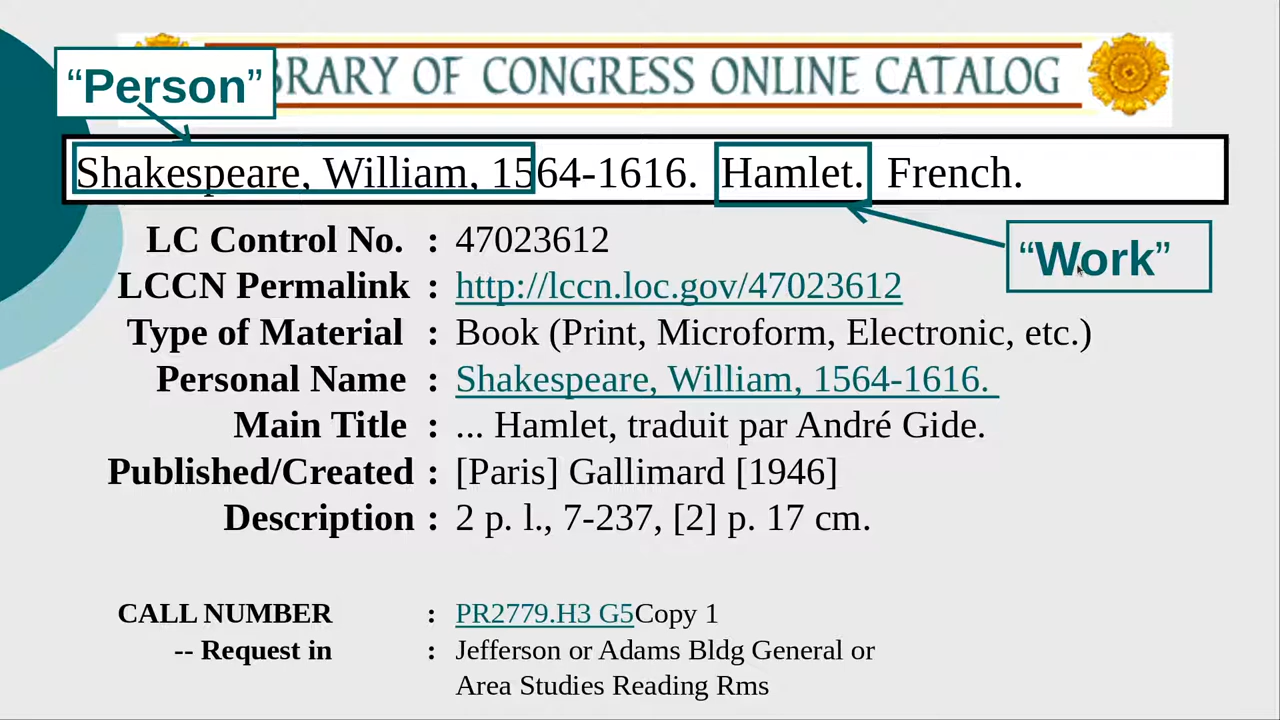 “Person”
BRARY OF CONGRESS ONLINE CATALOG
Shakespeare, William, 1564-1616. Hamlet. French.
“Work”
LC Control No. : 47023612
LCCN Permalink : http://lccn.loc.gov/47023612
Type of Material : Book (Print, Microform, Electronic, etc.)
Personal Name : Shakespeare, William, 1564-1616.
Main Title : ... Hamlet, traduit par André Gide.
Published/Created : [Paris] Gallimard [1946]
Description : 2 p. l., 7-237, [2] p. 17 cm.
CALL NUMBER : PR2779.H3 G5Copy 1
-- Request in : Jefferson or Adams Bldg General or
Area Studies Reading Rms